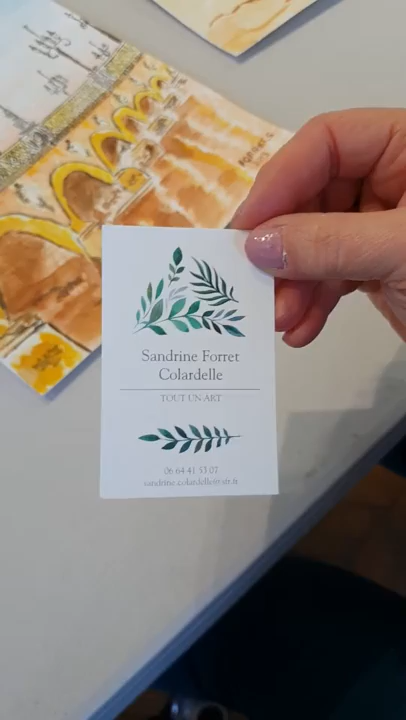 Sandrine Forret
Colardelle
TOUT UN ART
06 64 41 53 07
sandrine.colardelle@sfr.fr